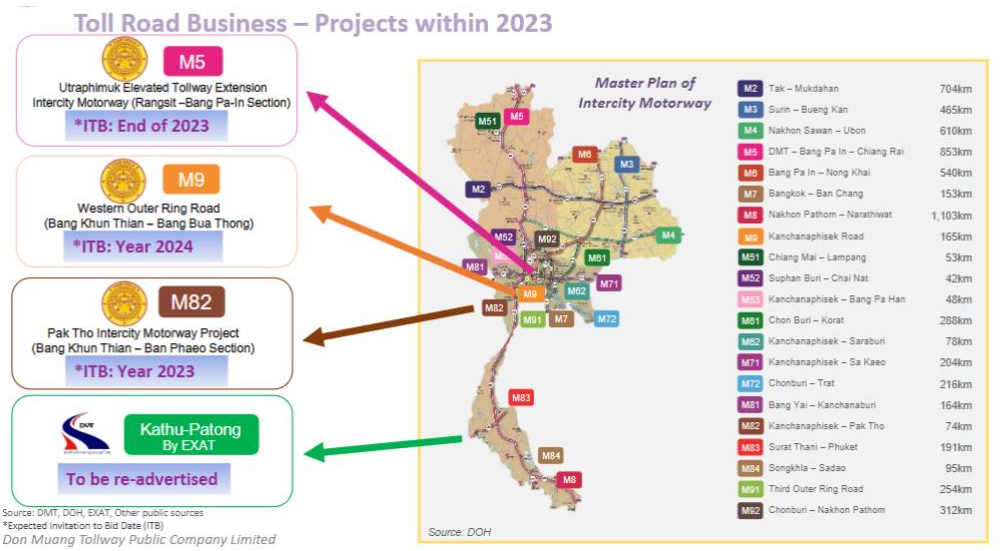 Toll Road Business – Projects within 2023
M5
Utraphimuk Elevated Tollway Extension
Intercity Motorway (Rangsit –Bang Pa-In Section)
*ITB: End of 2023
M9
Western Outer Ring Road
(Bang Khun Thian – Bang Bua Thong)
*ITB: Year 2024
M82
Pak Tho Intercity Motorway Project
(Bang Khun Thian – Ban Phaeo Section)
*ITB: Year 2023
EXAT
Kathu-Patong
By EXAT
To be re-advertised
Source: DMT, DOH, EXAT, Other public sources
*Expected Invitation to Bid Date (ITB)
Don Muang Tollway Public Company Limited
Master Plan of
Intercity Motorway
M51
M5
M6
M3
M2
M52
M92
M4
M81
M61
M71
M9
M62
M82
M91
M7
M72
M83
M84
M8
Source: DOH
M2 Tak – Mukdahan 704km
M3 Surin – Bueng Kan 465km
M4 Nakhon Sawan – Ubon 610km
M5 DMT – Bang Pa In – Chiang Rai 853km
M6 Bang Pa In – Nong Khai 540km
M7 Bangkok – Ban Chang 153km
M8 Nakhon Pathom – Narathiwat 1,103km
M9 Kanchanaphisek Road 165km
M51 Chiang Mai – Lampang 53km
M52 Suphan Buri – Chai Nat 42km
M53 Kanchanaphisek – Bang Pa Han 48km
M61 Chon Buri – Korat 288km
M62 Kanchanaphisek – Saraburi 78km
M71 Kanchanaphisek – Sa Kaeo 204km
M72 Chonburi – Trat 216km
M81 Bang Yai – Kanchanaburi 164km
M82 Kanchanaphisek – Pak Tho 74km
M83 Surat Thani – Phuket 191km
M84 Songkhla – Sadao 95km
M91 Third Outer Ring Road 254km
M92 Chonburi – Nakhon Pathom 312km